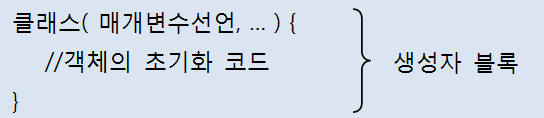 클래스( 매개변수선언, ... ) {
//객체의 초기화 코드
}
생성자 블록